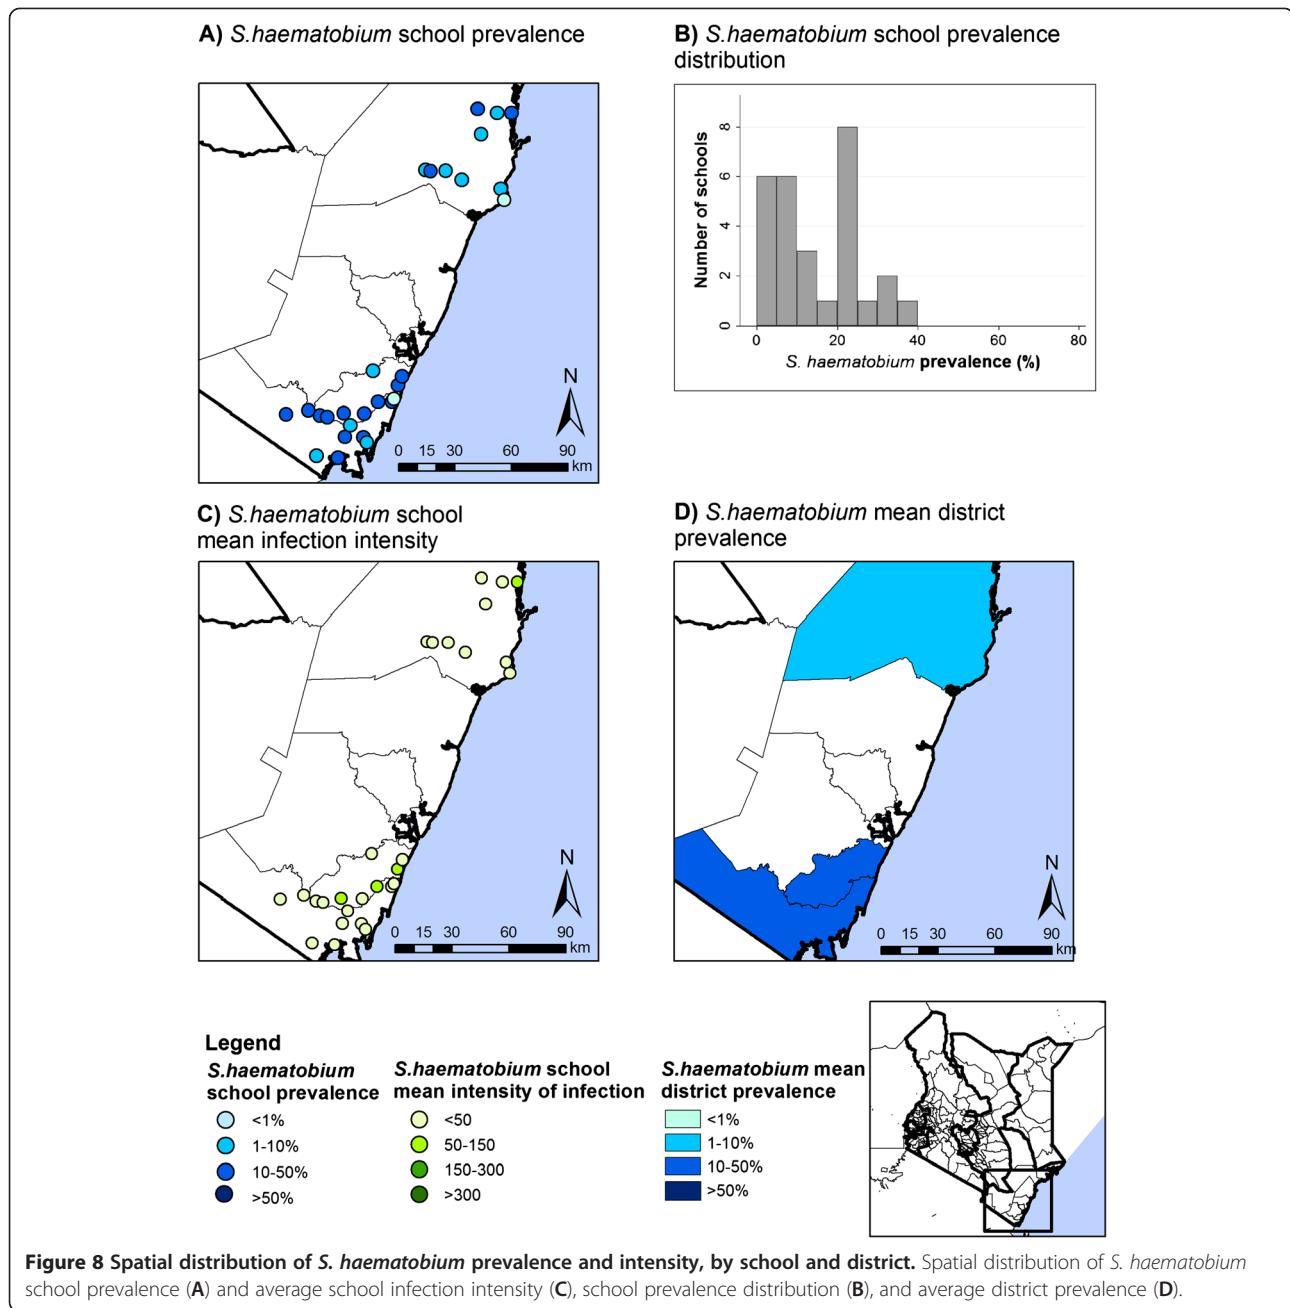 A) S.haematobium school prevalence
N
0 15 30 60 90
km
B) S.haematobium school prevalence
distribution
Number of schools
8
6
4
2
0
0 20 40 60 80
S. haematobium prevalence (%)
C) S.haematobium school
mean infection intensity
N
0 15 30 60 90
km
D) S.haematobium mean district
prevalence
N
0 15 30 60 90
km
Legend
S.haematobium
school prevalence
<1%
1-10%
10-50%
>50%
S.haematobium school
mean intensity of infection
<50
50-150
150-300
>300
S.haematobium mean
district prevalence
<1%
1-10%
10-50%
>50%
Figure 8 Spatial distribution of S. haematobium prevalence and intensity, by school and district. Spatial distribution of S. haematobium
school prevalence (A) and average school infection intensity (C), school prevalence distribution (B), and average district prevalence (D).